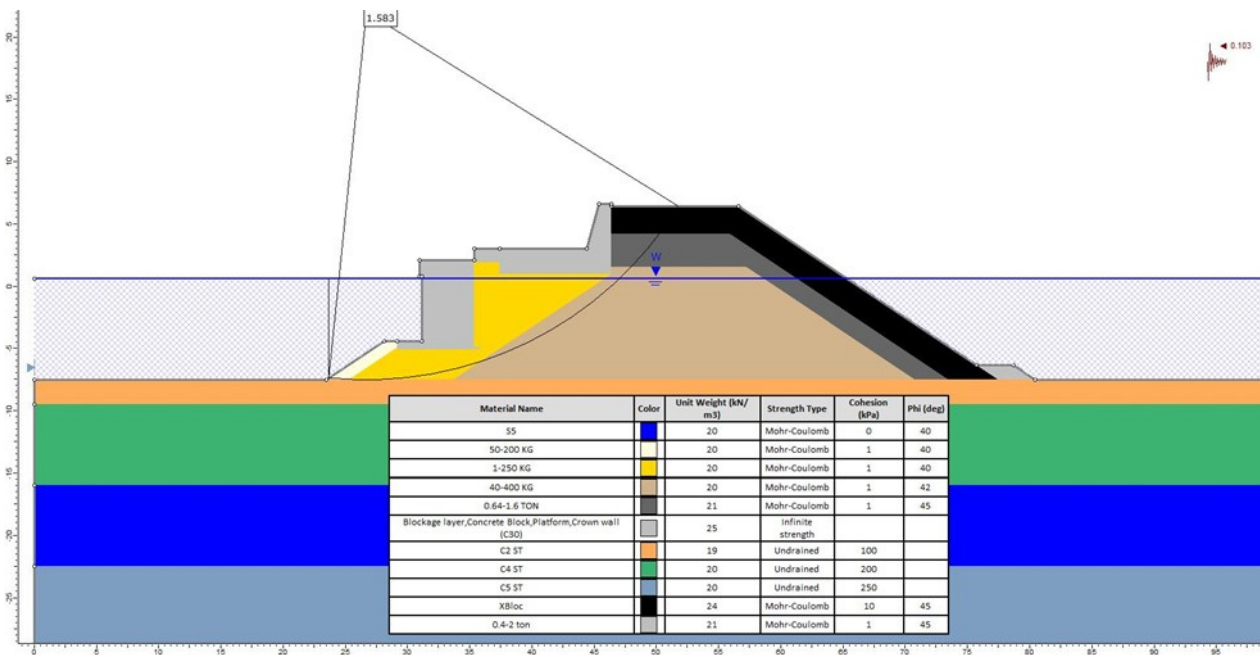 1.583
0.103
20
15
10
5
0
-5
-10
-15
-20
-25
W
Material Name Color Unit Weight (kN/ m3) Strength Type Cohesion (kPa) Phi (deg)
S5 20 Mohr-Coulomb 0 40
50-200 KG 20 Mohr-Coulomb 1 40
1-250 KG 20 Mohr-Coulomb 1 40
40-400 KG 20 Mohr-Coulomb 1 42
0.64-1.6 TON 21 Mohr-Coulomb 1 45
Blockage layer,Concrete Block,Platform,Crown wall (C30) 25 Infinite strength
C2 ST 19 Undrained 100
C4 ST 20 Undrained 200
C5 ST 20 Undrained 250
XBloc 24 Mohr-Coulomb 10 45
0.4-2 ton 21 Mohr-Coulomb 1 45
0 5 10 15 20 25 30 35 40 45 50 55 60 65 70 75 80 85 90 95